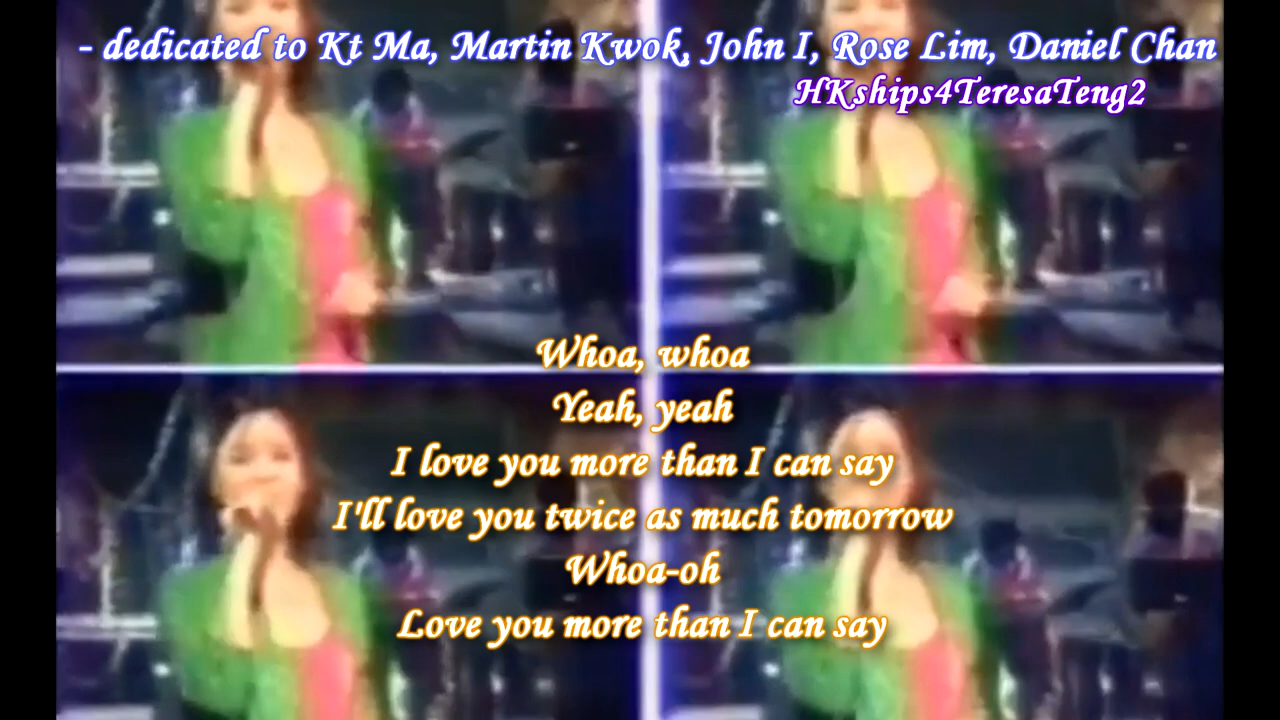 - dedicated to Kt Ma, Martin Kwok, John I, Rose Lim, Daniel Chan
HKships4TeresaTeng2
Whoa, whoa
Yeah, yeah
I love you more than I can say
I'll love you twice as much tomorrow
Whoa-oh
Love you more than I can say